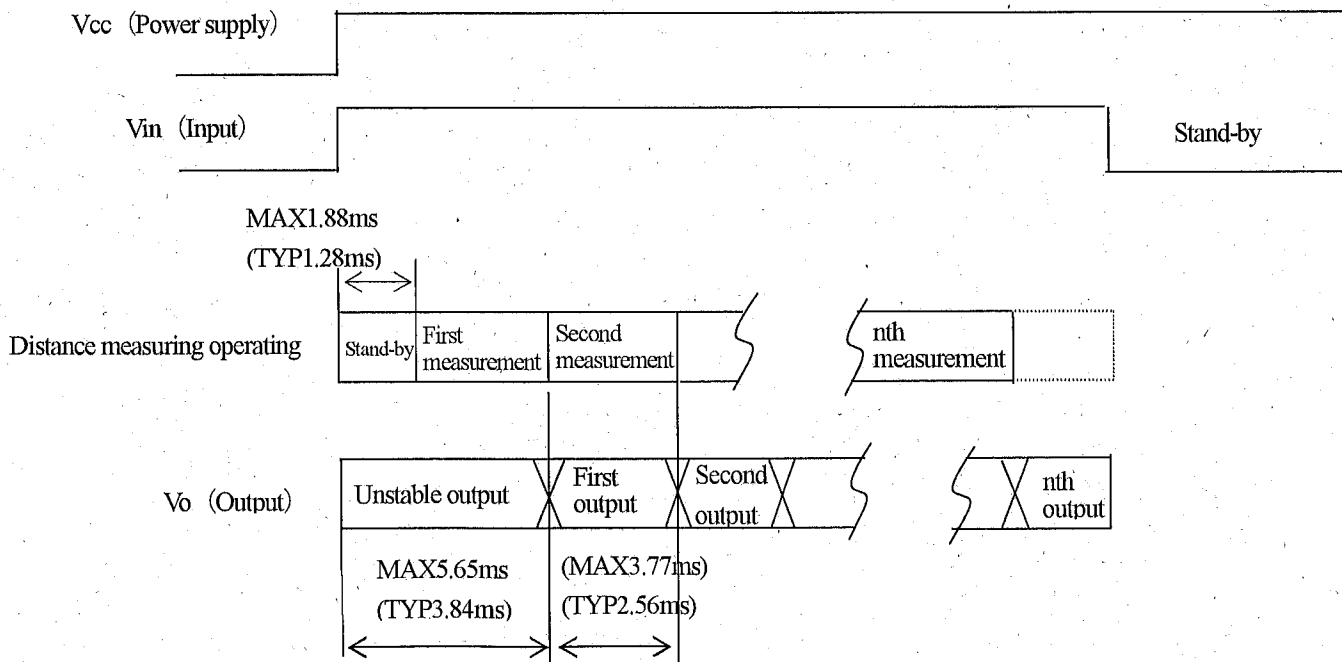 Vcc (Power supply)
Vin (Input)
Stand-by
MAX1.88ms
(TYP1.28ms)
Distance measuring operating
Stand-by
First
measurement
Second
measurement
nth
measurement
Vo (Output)
Unstable output
First
output
Second
output
nth
output
MAX5.65ms
(TYP3.84ms)
(MAX3.77ms)
(TYP2.56ms)